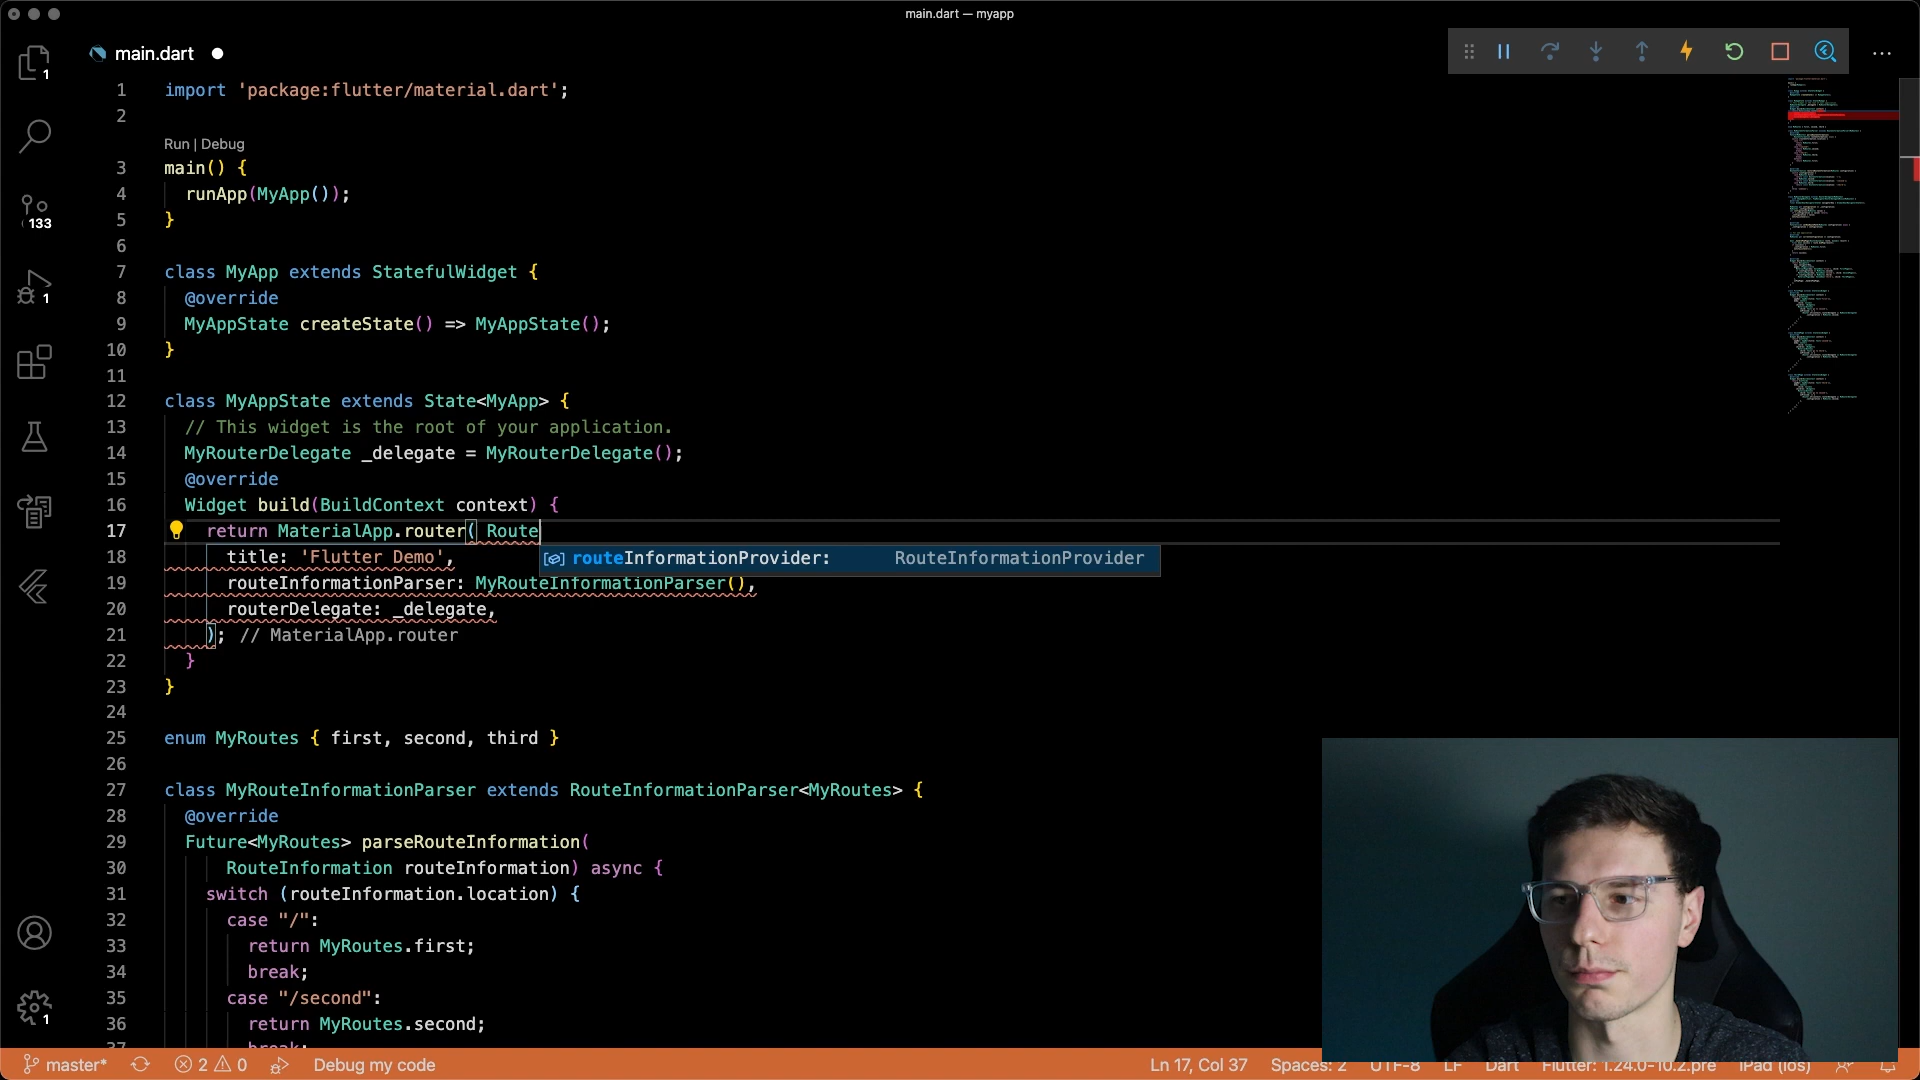 main.dart — myapp
main.dart
1 import 'package:flutter/material.dart';
2
Run | Debug
3 main() {
4 runApp(MyApp());
5 }
6
7 class MyApp extends StatefulWidget {
8 @override
9 MyAppState createState() => MyAppState();
10 }
11
12 class MyAppState extends State<MyApp> {
13 // This widget is the root of your application.
14 MyRouterDelegate _delegate = MyRouterDelegate();
15 @override
16 Widget build(BuildContext context) {
17 return MaterialApp.router( Route
18 title: 'Flutter Demo',
routeInformationProvider: RouteInformationProvider
19 routeInformationParser: MyRouteInformationParser(),
20 routerDelegate: _delegate,
21 ); // MaterialApp.router
22 }
23 }
24
25 enum MyRoutes { first, second, third }
26
27 class MyRouteInformationParser extends RouteInformationParser<MyRoutes> {
28 @override
29 Future<MyRoutes> parseRouteInformation(
30 RouteInformation routeInformation) async {
31 switch (routeInformation.location) {
32 case "/":
33 return MyRoutes.first;
34 break;
35 case "/second":
36 return MyRoutes.second;
37 break;
1
133
1
1
master* 2 0 Debug my code Ln 17, Col 37 Spaces: 2 UTF-8 LF Dart Flutter: 1.24.0-10.2.pre iPad (ios)